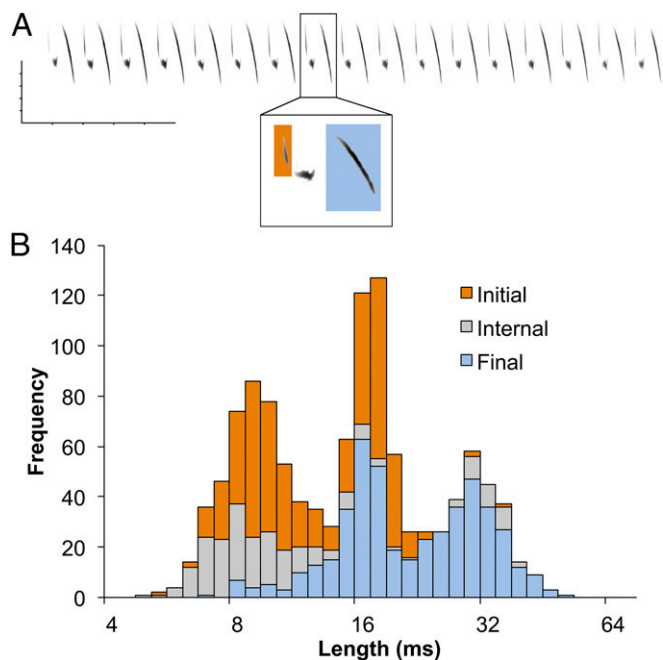 A
B
140
120
100
80
60
40
20
0
Frequency
Initial
Internal
Final
4 8 16 32 64
Length (ms)